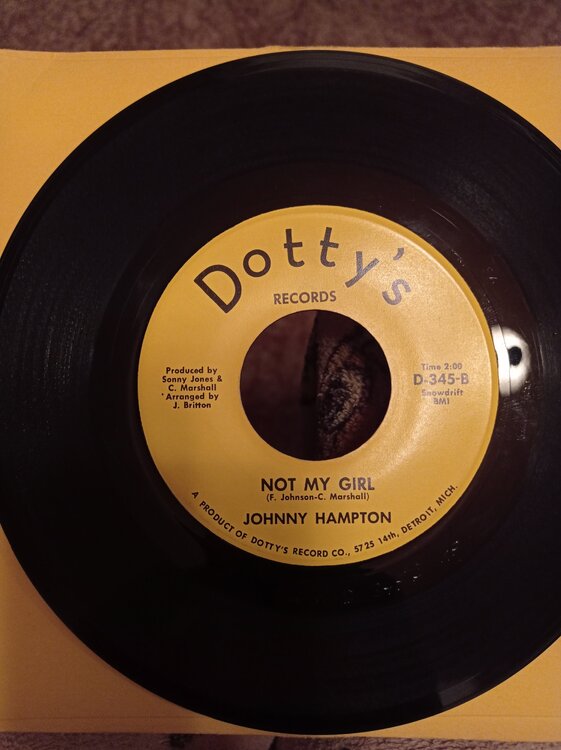 Dotty's
RECORDS
Produced by
Sonny Jones &
C. Marshall
Arranged by
J. Britton
Time 2:00
D-345-B
Snowdrift
BMI
NOT MY GIRL
(F. Johnson-C. Marshall)
JOHNNY HAMPTON
A PRODUCT OF DOTTY'S RECORD CO., 5725 14th, DETROIT, MICH.